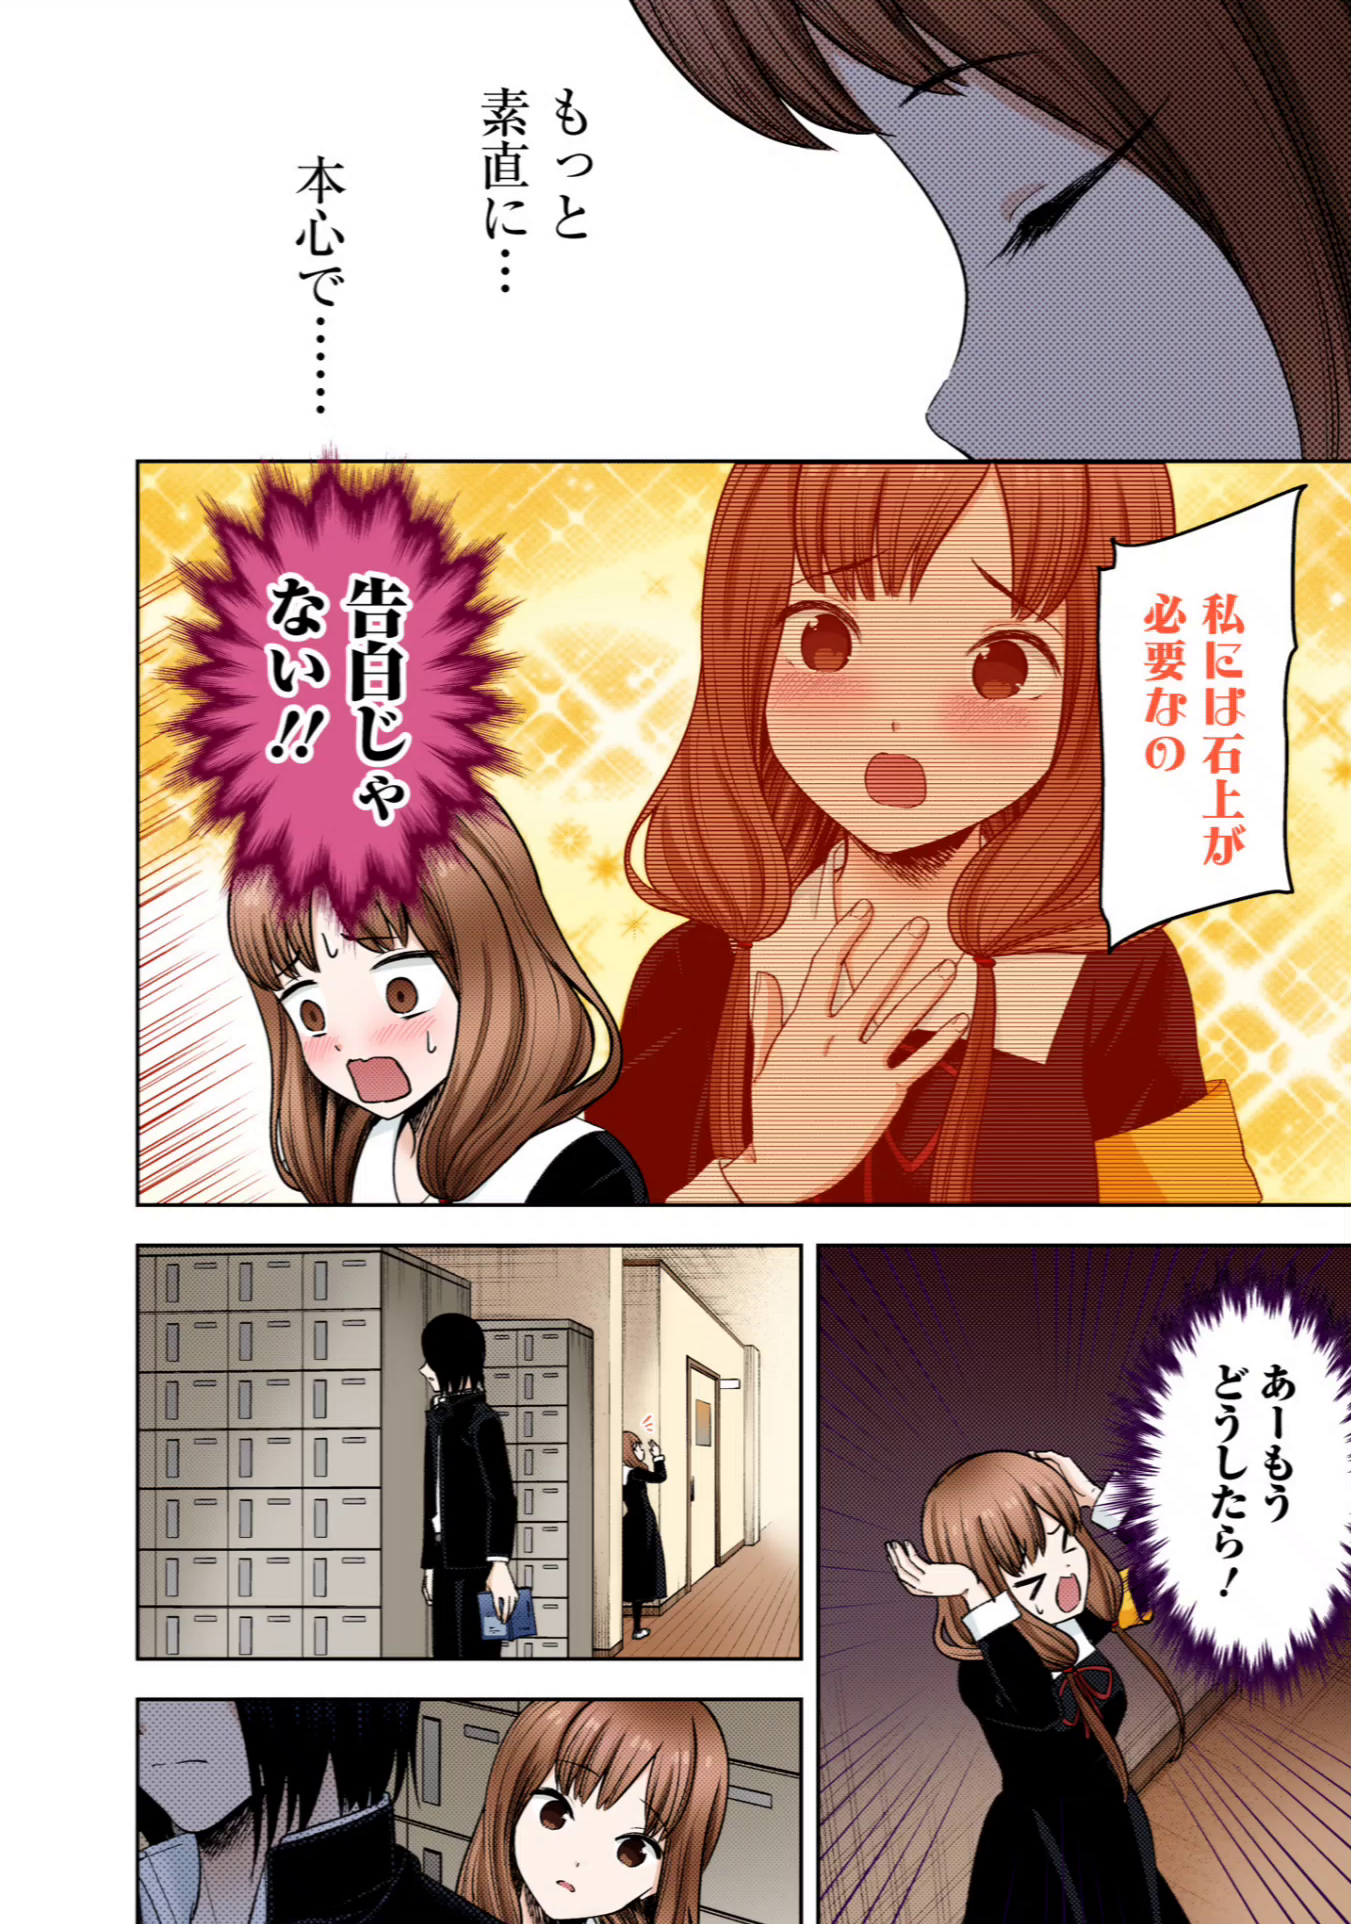 もっと
素直に…
本心で………
私には石上が
必要なの
告白じゃ
ない!!
あーもう
どうしたら!